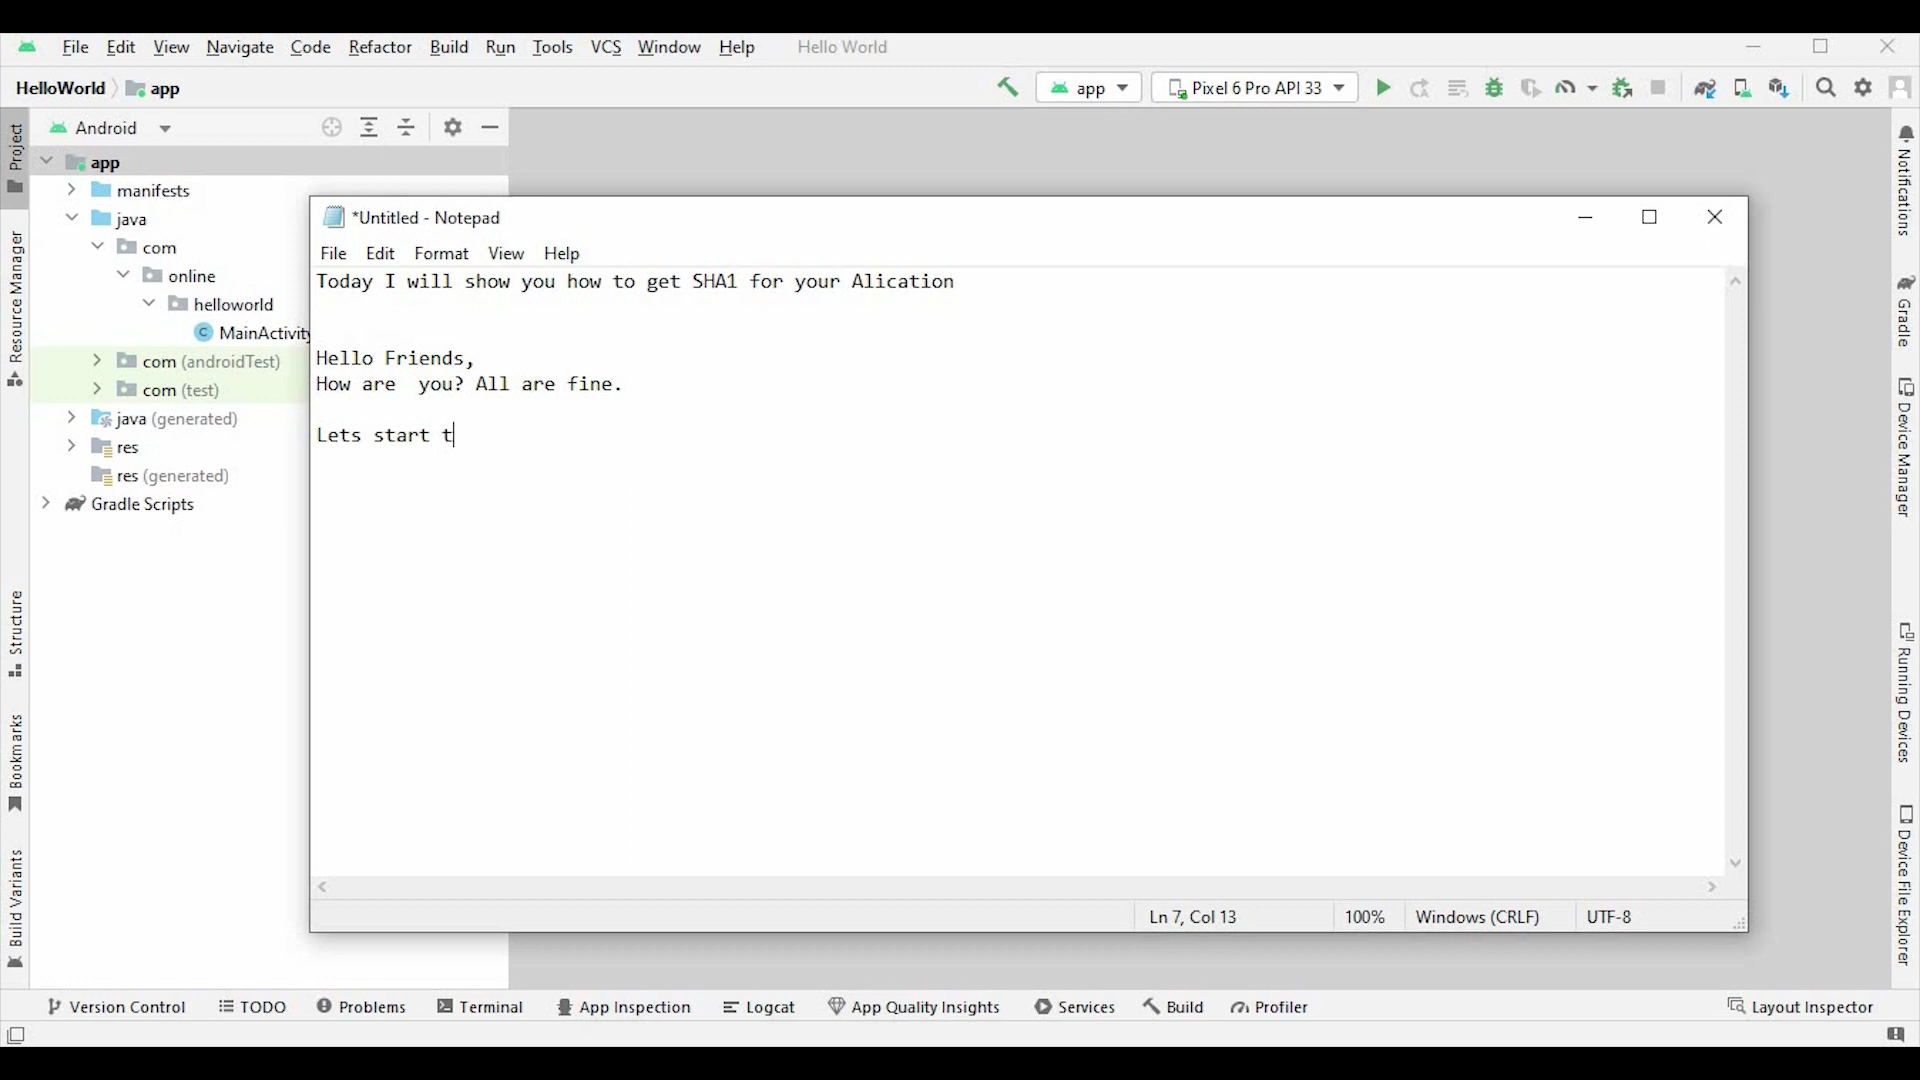 File Edit View Navigate Code Refactor Build Run Tools VCS Window Help Hello World
HelloWorld app
app
Pixel 6 Pro API 33
Android
app
manifests
java
com
online
helloworld
MainActivity
com (androidTest)
com (test)
java (generated)
res
res (generated)
Gradle Scripts
Project
Resource Manager
Structure
Bookmarks
Build Variants
*Untitled - Notepad
File Edit Format View Help
Today I will show you how to get SHA1 for your Alication
Hello Friends,
How are  you? All are fine.
Lets start t
Ln 7, Col 13 100% Windows (CRLF) UTF-8
Notifications
Gradle
Device Manager
Running Devices
Device File Explorer
Version Control TODO Problems Terminal App Inspection Logcat App Quality Insights Services Build Profiler Layout Inspector